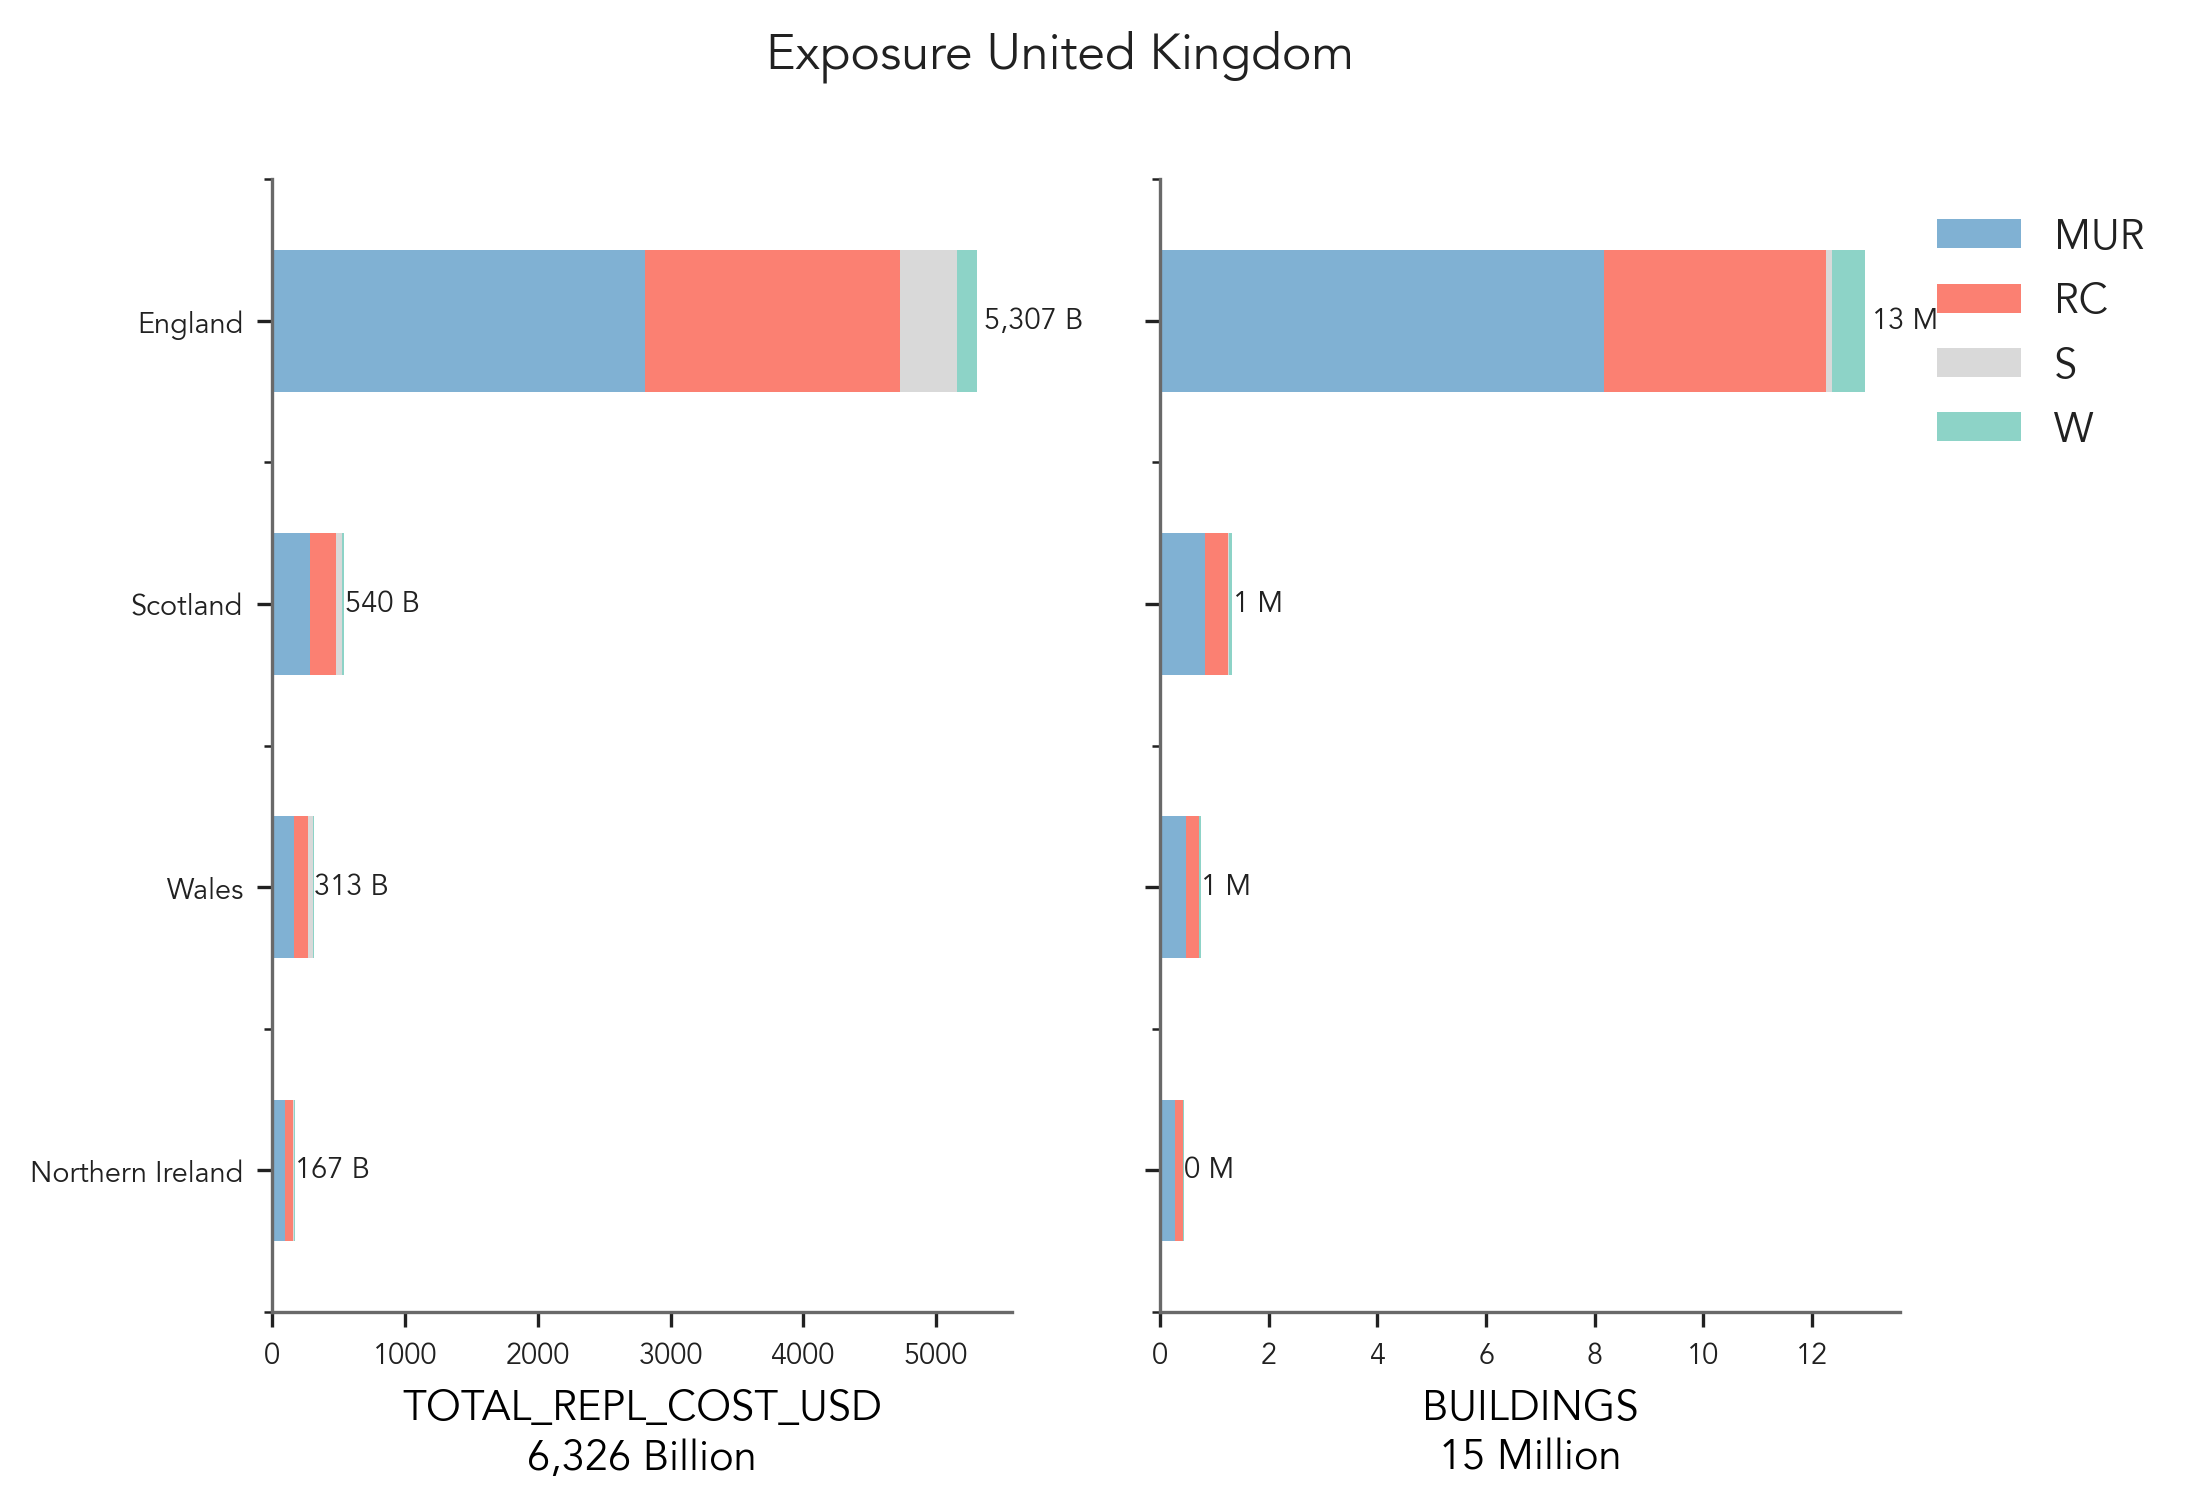 Exposure United Kingdom
England
5,307 B
13 M
MUR
RC
S
W
Scotland
540 B
1 M
Wales
313 B
1 M
Northern Ireland
167 B
0 M
0 1000 2000 3000 4000 5000
0 2 4 6 8 10 12
TOTAL_REPL_COST_USD
6,326 Billion
BUILDINGS
15 Million